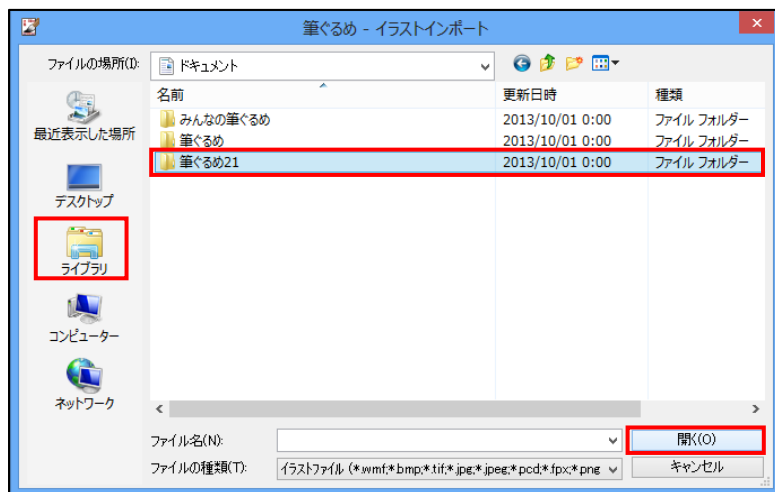 筆ぐるめ - イラストインポート
ファイルの場所(I):
ドキュメント
最近表示した場所
デスクトップ
ライブラリ
コンピューター
ネットワーク
名前 更新日時 種類
みんなの筆ぐるめ 2013/10/01 0:00 ファイル フォルダー
筆ぐるめ 2013/10/01 0:00 ファイル フォルダー
筆ぐるめ21 2013/10/01 0:00 ファイル フォルダー
ファイル名(N): 開く(O)
ファイルの種類(T): イラストファイル (*.wmf;*.bmp;*.tif;*.jpg;*.jpeg;*.pcd;*.fpx;*.png キャンセル